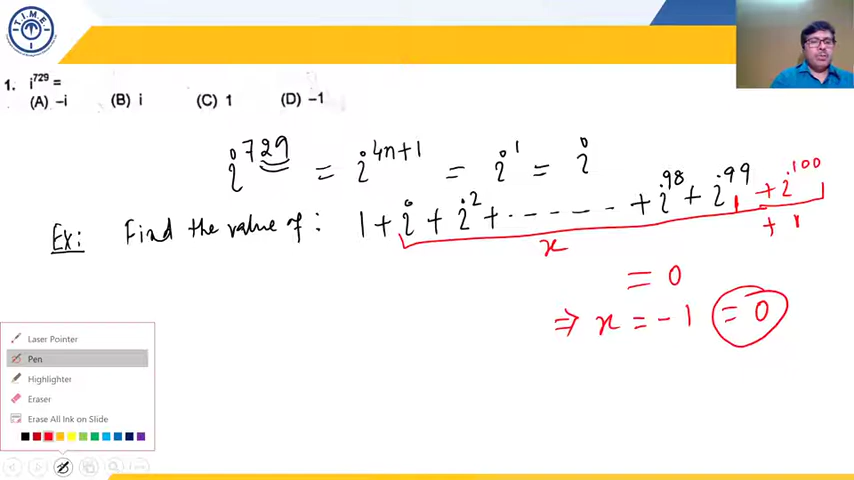 T.I.M.E.
1. i⁷²⁹ =
(A) –i (B) i (C) 1 (D) –1
i⁷²⁹ = i⁴ⁿ⁺¹ = i¹ = i
Ex: Find the value of : 1 + i + i² + ------ + i⁹⁸ + i⁹⁹ + i¹⁰⁰
x + 1
= 0
⇒ x = -1 = 0
Laser Pointer
Pen
Highlighter
Eraser
Erase All Ink on Slide